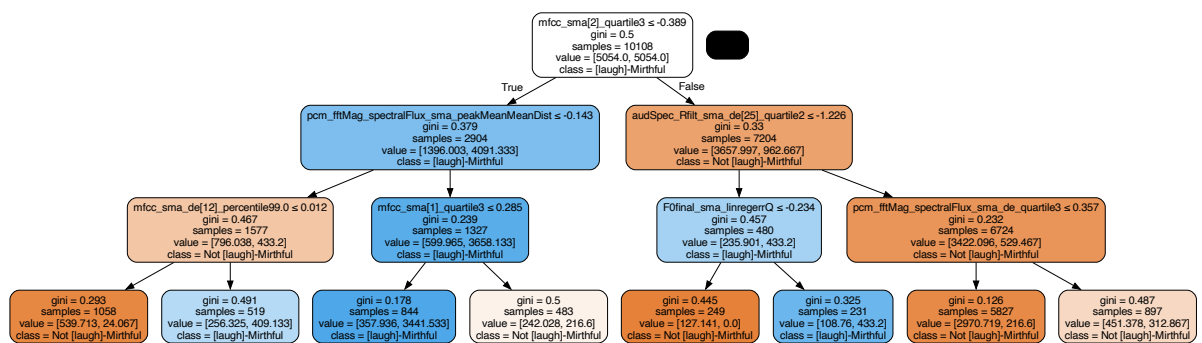 mfcc_sma[2]_quartile3 ≤ -0.389
gini = 0.5
samples = 10108
value = [5054.0, 5054.0]
class = [laugh]-Mirthful
True
False
pcm_fftMag_spectralFlux_sma_peakMeanMeanDist ≤ -0.143
gini = 0.379
samples = 2904
value = [1396.003, 4091.333]
class = [laugh]-Mirthful
audSpec_Rfilt_sma_de[25]_quartile2 ≤ -1.226
gini = 0.33
samples = 7204
value = [3657.997, 962.667]
class = Not [laugh]-Mirthful
mfcc_sma_de[12]_percentile99.0 ≤ 0.012
gini = 0.467
samples = 1577
value = [796.038, 433.2]
class = Not [laugh]-Mirthful
mfcc_sma[1]_quartile3 ≤ 0.285
gini = 0.239
samples = 1327
value = [599.965, 3658.133]
class = [laugh]-Mirthful
F0final_sma_linregerrQ ≤ -0.234
gini = 0.457
samples = 480
value = [235.901, 433.2]
class = [laugh]-Mirthful
pcm_fftMag_spectralFlux_sma_de_quartile3 ≤ 0.357
gini = 0.232
samples = 6724
value = [3422.096, 529.467]
class = Not [laugh]-Mirthful
gini = 0.293
samples = 1058
value = [539.713, 24.067]
class = Not [laugh]-Mirthful
gini = 0.491
samples = 519
value = [256.325, 409.133]
class = [laugh]-Mirthful
gini = 0.178
samples = 844
value = [357.936, 3441.533]
class = [laugh]-Mirthful
gini = 0.5
samples = 483
value = [242.028, 216.6]
class = Not [laugh]-Mirthful
gini = 0.445
samples = 249
value = [127.141, 0.0]
class = Not [laugh]-Mirthful
gini = 0.325
samples = 231
value = [108.76, 433.2]
class = [laugh]-Mirthful
gini = 0.126
samples = 5827
value = [2970.719, 216.6]
class = Not [laugh]-Mirthful
gini = 0.487
samples = 897
value = [451.378, 312.867]
class = Not [laugh]-Mirthful